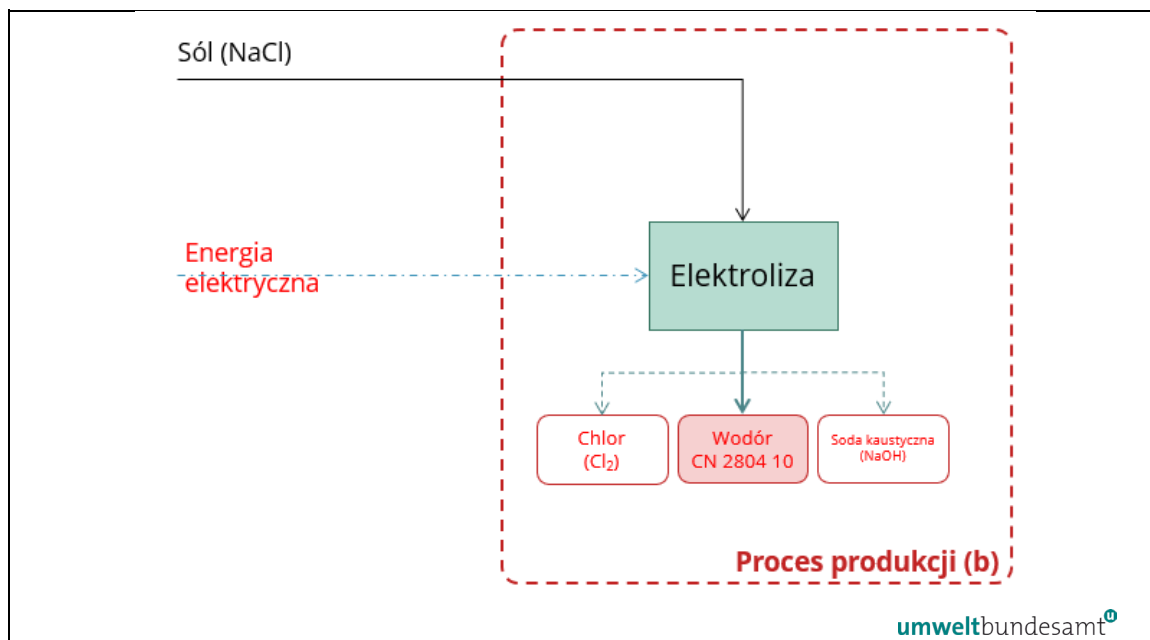 Sól (NaCl)
Energia
elektryczna
Elektroliza
Chlor
(Cl₂)
Wodór
CN 2804 10
Soda kaustyczna
(NaOH)
Proces produkcji (b)
umweltbundesamt ᵘ